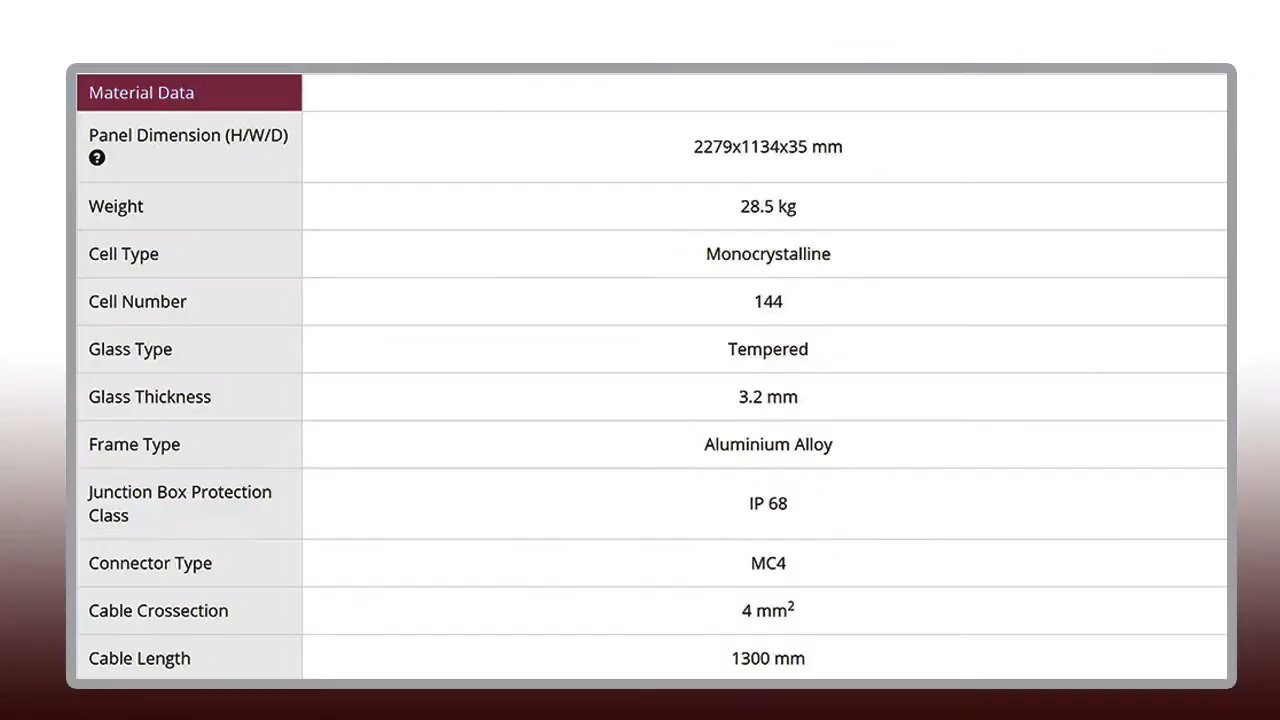 Material Data
Panel Dimension (H/W/D)
?
2279x1134x35 mm
Weight
28.5 kg
Cell Type
Monocrystalline
Cell Number
144
Glass Type
Tempered
Glass Thickness
3.2 mm
Frame Type
Aluminium Alloy
Junction Box Protection
Class
IP 68
Connector Type
MC4
Cable Crossection
4 mm²
Cable Length
1300 mm